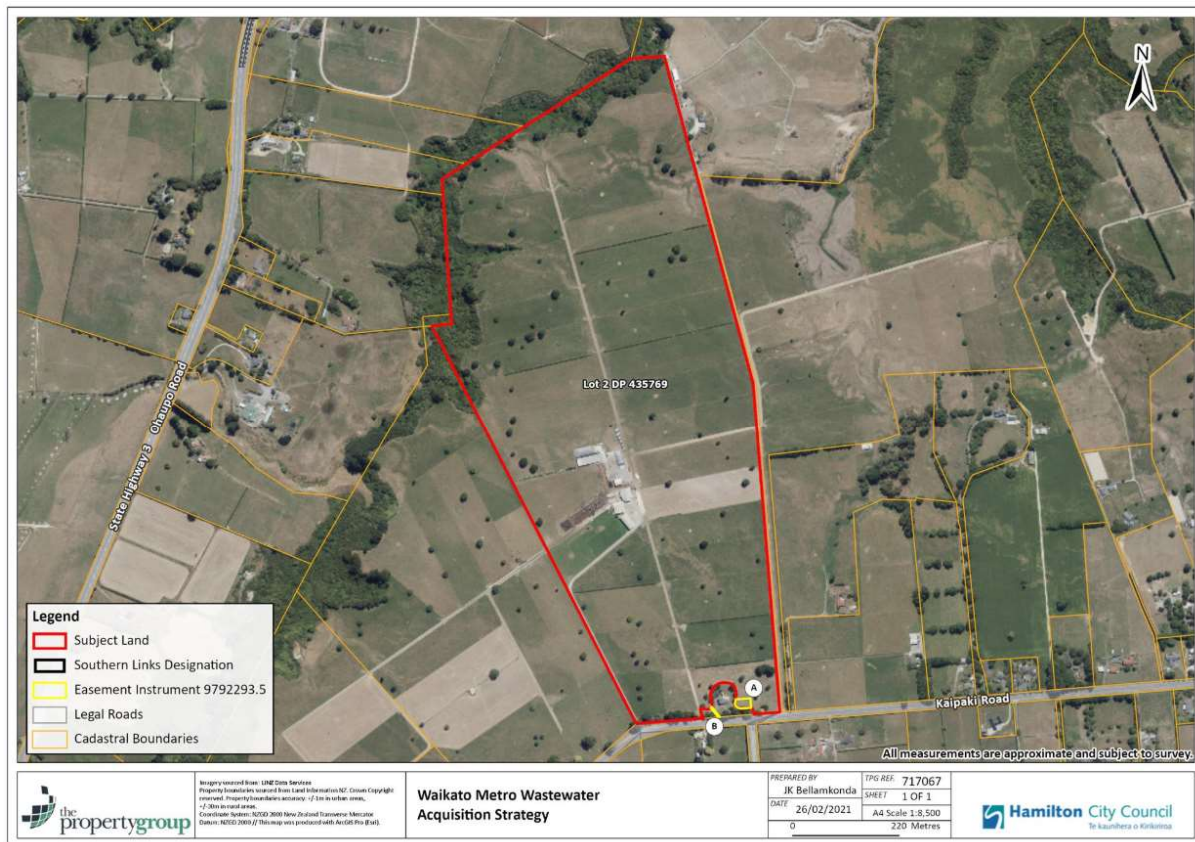 N
Lot 2 DP 435769
State Highway 3 Ohaupo Road
A
B
Kaipaki Road
All measurements are approximate and subject to survey.
Legend
Subject Land
Southern Links Designation
Easement Instrument 9792293.5
Legal Roads
Cadastral Boundaries
the
propertygroup
Imagery sourced from: LINZ Data Services
Property boundaries sourced from Land Information NZ. Crown Copyright
reserved. Property boundaries accuracy: +/-1m in urban areas,
+/-30m in rural areas.
Coordinate System: NZGD 2000 New Zealand Transverse Mercator
Datum: NZGD 2000 // This map was produced with ArcGIS Pro (Esri).
Waikato Metro Wastewater
Acquisition Strategy
PREPARED BY
JK Bellamkonda
DATE
26/02/2021
TPG REF. 717067
SHEET 1 OF 1
A4 Scale 1:8,500
0 220 Metres
Hamilton City Council
Te kaunihera o Kirikiriroa